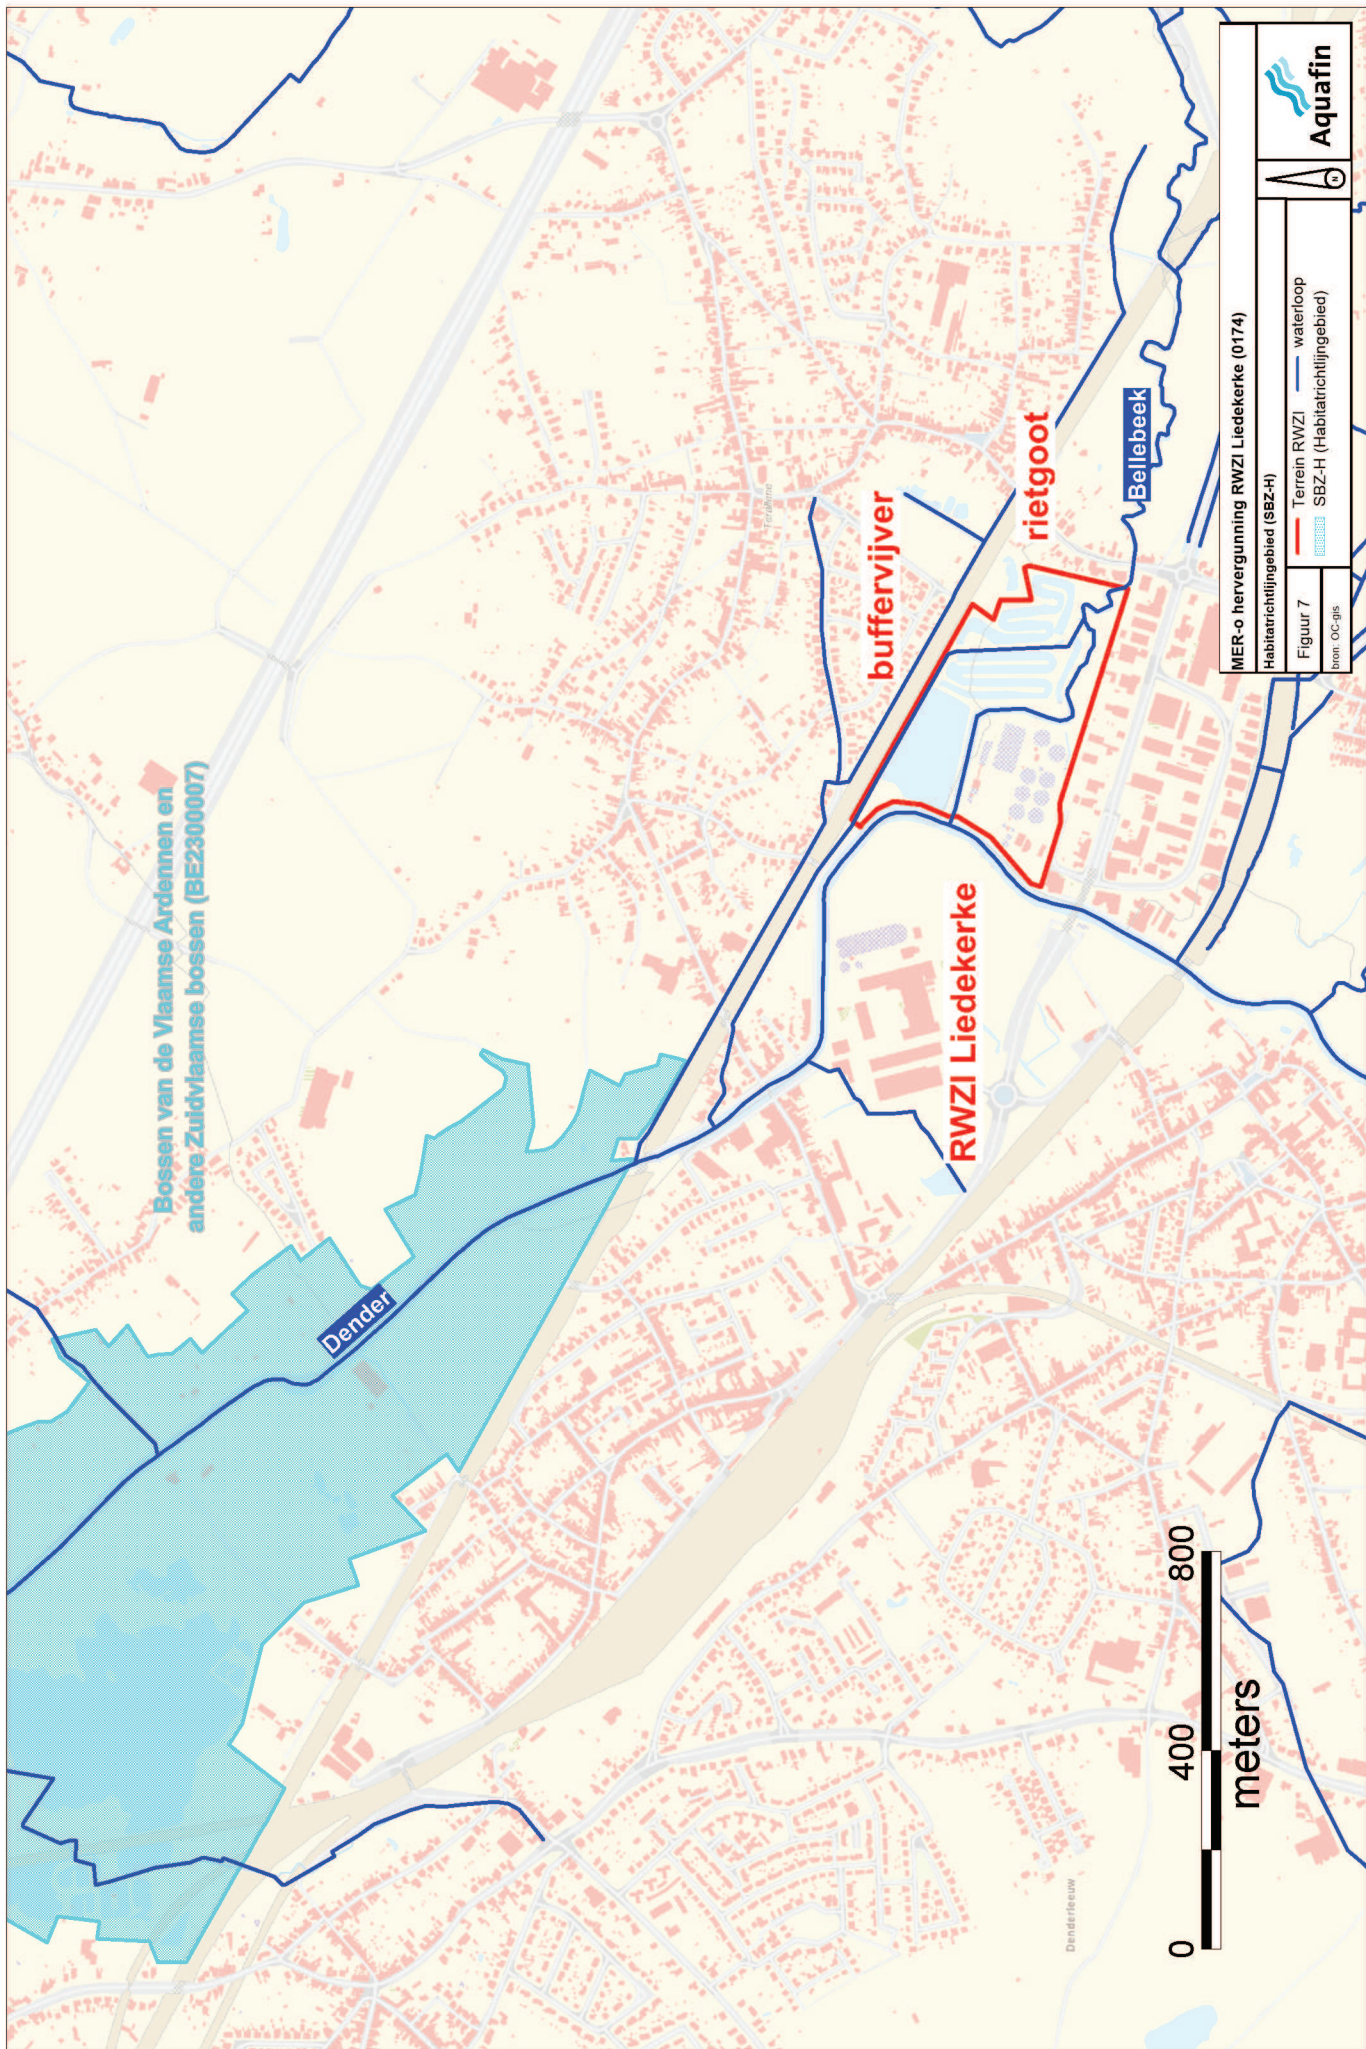 Bossen van de Vlaamse Ardennen en
andere Zuidvlaamse bossen (BE2300007)
Dender
Teralfene
buffervijver
rietgoot
Bellebeek
RWZI Liedekerke
Denderleeuw
0 400 800
meters
MER-o hervergunning RWZI Liedekerke (0174)
Habitatrichtlijngebied (SBZ-H)
Figuur 7
Terrein RWZI
waterloop
SBZ-H (Habitatrichtlijngebied)
bron: OC-gis
N
Aquafin